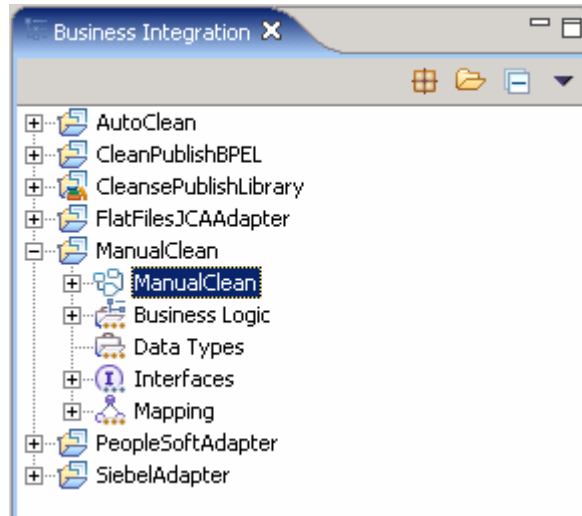 Business Integration
AutoClean
CleanPublishBPEL
CleansePublishLibrary
FlatFilesJCAAdapter
ManualClean
ManualClean
Business Logic
Data Types
Interfaces
Mapping
PeopleSoftAdapter
SiebelAdapter